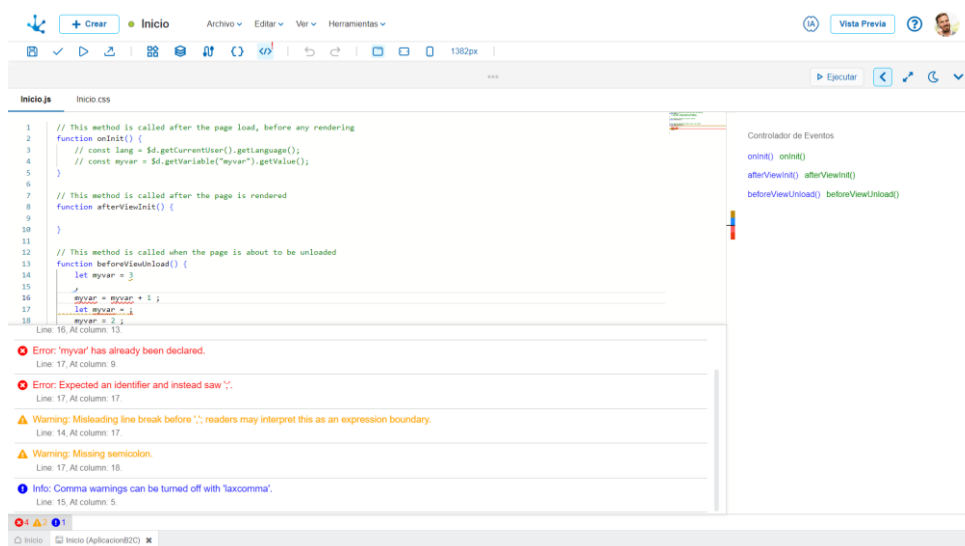 + Crear
Inicio
Archivo
Editar
Ver
Herramientas
IA
Vista Previa
?
1382px
Ejecutar
Inicio.js
Inicio.css
1 // This method is called after the page load, before any rendering
2 function onInit() {
3 // const lang = $d.getCurrentUser().getLanguage();
4 // const myvar = $d.getVariable("myvar").getValue();
5 }
6
7 // This method is called after the page is rendered
8 function afterViewInit() {
9
10 }
11
12 // This method is called when the page is about to be unloaded
13 function beforeViewUnload() {
14 let myvar = 3
15 ,
16 myvar = myvar + 1 ;
17 let myvar = ;
18 myvar = 2 ;
Controlador de Eventos
onInit() onInit()
afterViewInit() afterViewInit()
beforeViewUnload() beforeViewUnload()
Line: 16, At column: 13.
Error: 'myvar' has already been declared.
Line: 17, At column: 9.
Error: Expected an identifier and instead saw ';'.
Line: 17, At column: 17.
Warning: Misleading line break before ','; readers may interpret this as an expression boundary.
Line: 14, At column: 17.
Warning: Missing semicolon.
Line: 17, At column: 18.
Info: Comma warnings can be turned off with 'laxcomma'.
Line: 15, At column: 5.
4 2 1
Inicio
Inicio (AplicacionB2C)